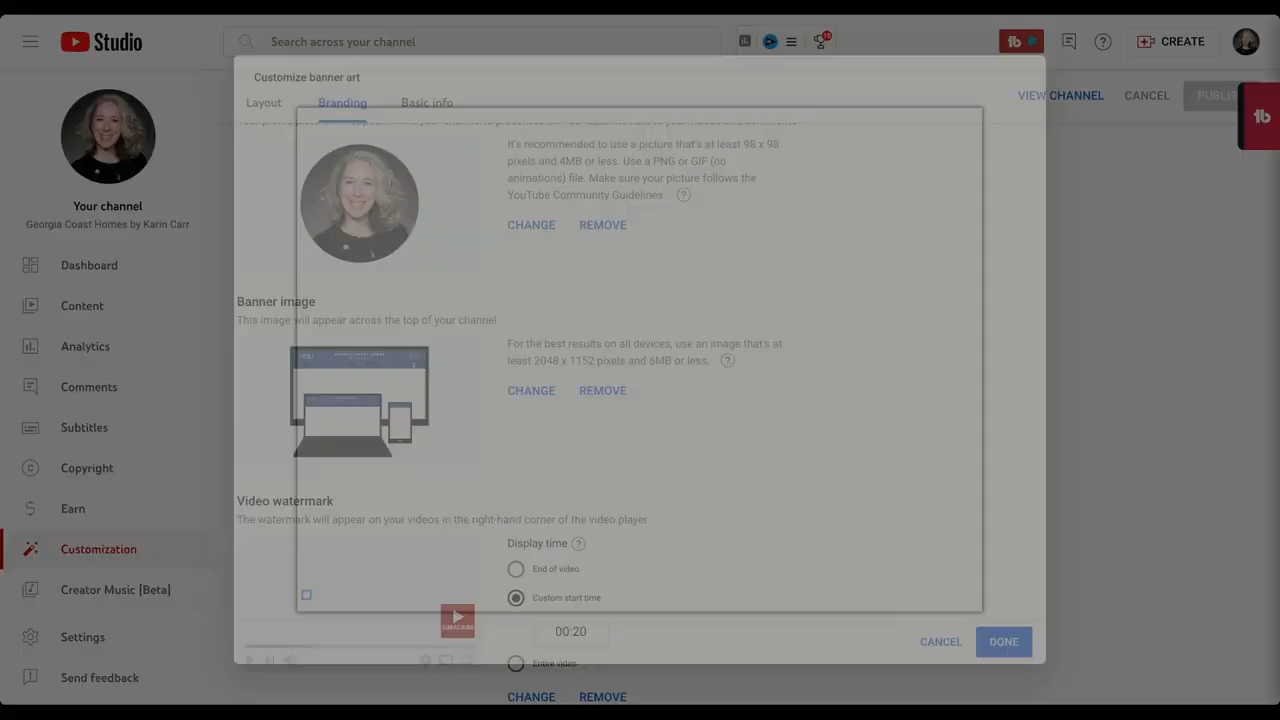 Studio
Search across your channel
18
CREATE
Customize banner art
Layout
Branding
Basic info
VIEW CHANNEL
CANCEL
It's recommended to use a picture that's at least 98 x 98
pixels and 4MB or less. Use a PNG or GIF (no
animations) file. Make sure your picture follows the
YouTube Community Guidelines
CHANGE
REMOVE
Your channel
Georgia Coast Homes by Karin Carr
Dashboard
Content
Analytics
Comments
Subtitles
Copyright
Earn
Customization
Creator Music [Beta]
Settings
Send feedback
Banner image
This image will appear across the top of your channel
For the best results on all devices, use an image that's at
least 2048 x 1152 pixels and 6MB or less.
CHANGE
REMOVE
Video watermark
The watermark will appear on your videos in the right-hand corner of the video player
Display time
End of video
Custom start time
00:20
Entire video
SUBSCRIBE
CHANGE
REMOVE
CANCEL
DONE